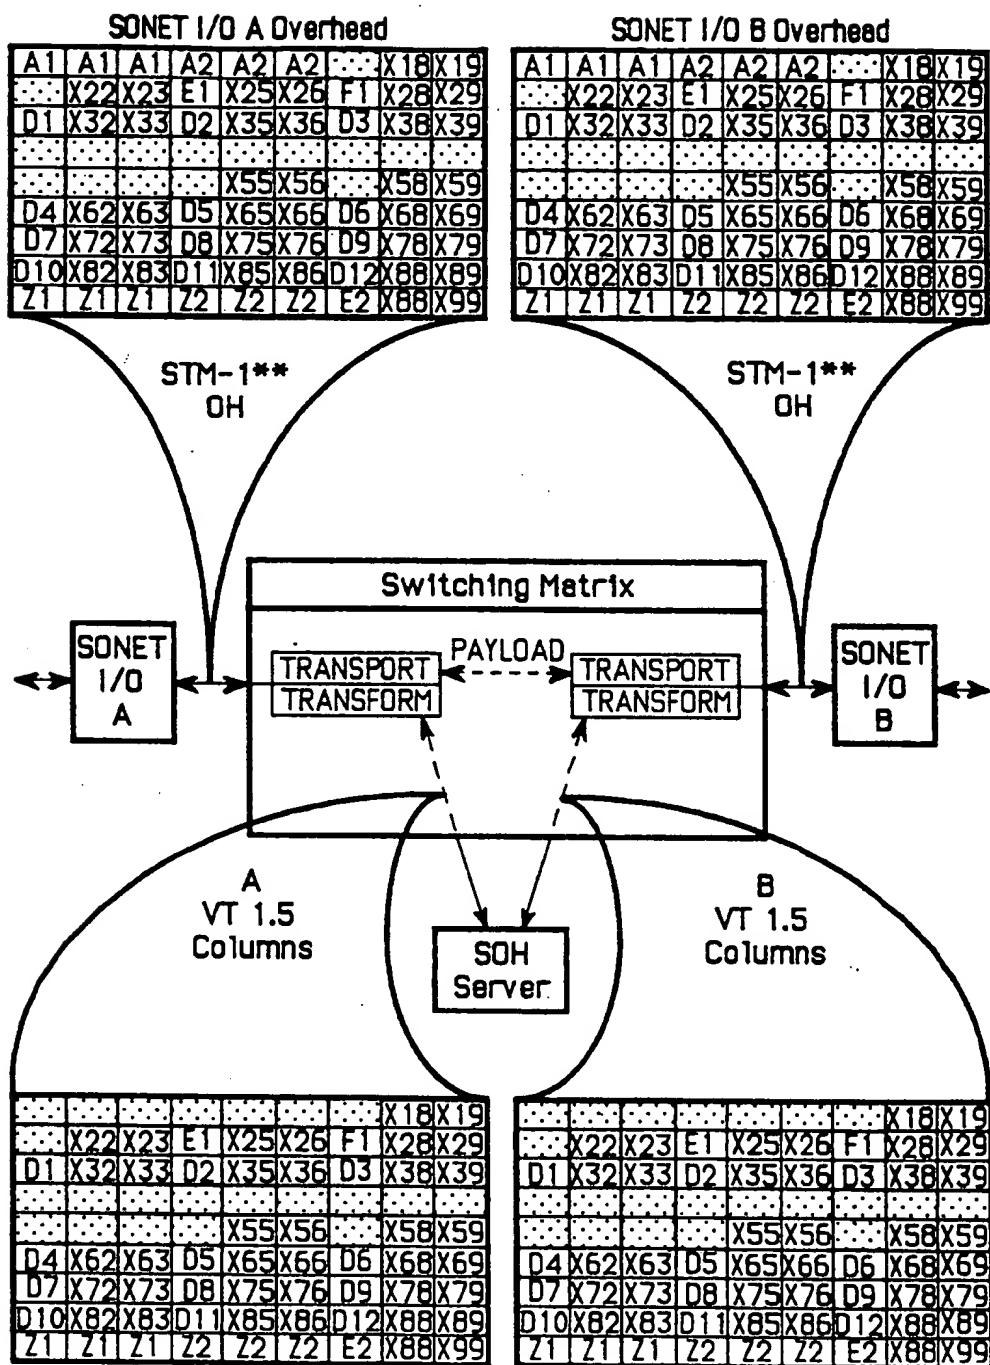 SONET I/O A Overhead
A1 A1 A1 A2 A2 A2 X18 X19
X22 X23 E1 X25 X26 F1 X28 X29
D1 X32 X33 D2 X35 X36 D3 X38 X39
X55 X56 X58 X59
D4 X62 X63 D5 X65 X66 D6 X68 X69
D7 X72 X73 D8 X75 X76 D9 X78 X79
D10 X82 X83 D11 X85 X86 D12 X88 X89
Z1 Z1 Z1 Z2 Z2 Z2 E2 X88 X99
SONET I/O B Overhead
A1 A1 A1 A2 A2 A2 X18 X19
X22 X23 E1 X25 X26 F1 X28 X29
D1 X32 X33 D2 X35 X36 D3 X38 X39
X55 X56 X58 X59
D4 X62 X63 D5 X65 X66 D6 X68 X69
D7 X72 X73 D8 X75 X76 D9 X78 X79
D10 X82 X83 D11 X85 X86 D12 X88 X89
Z1 Z1 Z1 Z2 Z2 Z2 E2 X88 X99
STM-1**
OH
STM-1**
OH
Switching Matrix
SONET
I/O
A
TRANSPORT
TRANSFORM
PAYLOAD
TRANSPORT
TRANSFORM
SONET
I/O
B
A
VT 1.5
Columns
SOH
Server
B
VT 1.5
Columns
X18 X19
X22 X23 E1 X25 X26 F1 X28 X29
D1 X32 X33 D2 X35 X36 D3 X38 X39
X55 X56 X58 X59
D4 X62 X63 D5 X65 X66 D6 X68 X69
D7 X72 X73 D8 X75 X76 D9 X78 X79
D10 X82 X83 D11 X85 X86 D12 X88 X89
Z1 Z1 Z1 Z2 Z2 Z2 E2 X88 X99
X18 X19
X22 X23 E1 X25 X26 F1 X28 X29
D1 X32 X33 D2 X35 X36 D3 X38 X39
X55 X56 X58 X59
D4 X62 X63 D5 X65 X66 D6 X68 X69
D7 X72 X73 D8 X75 X76 D9 X78 X79
D10 X82 X83 D11 X85 X86 D12 X88 X89
Z1 Z1 Z1 Z2 Z2 Z2 E2 X88 X99